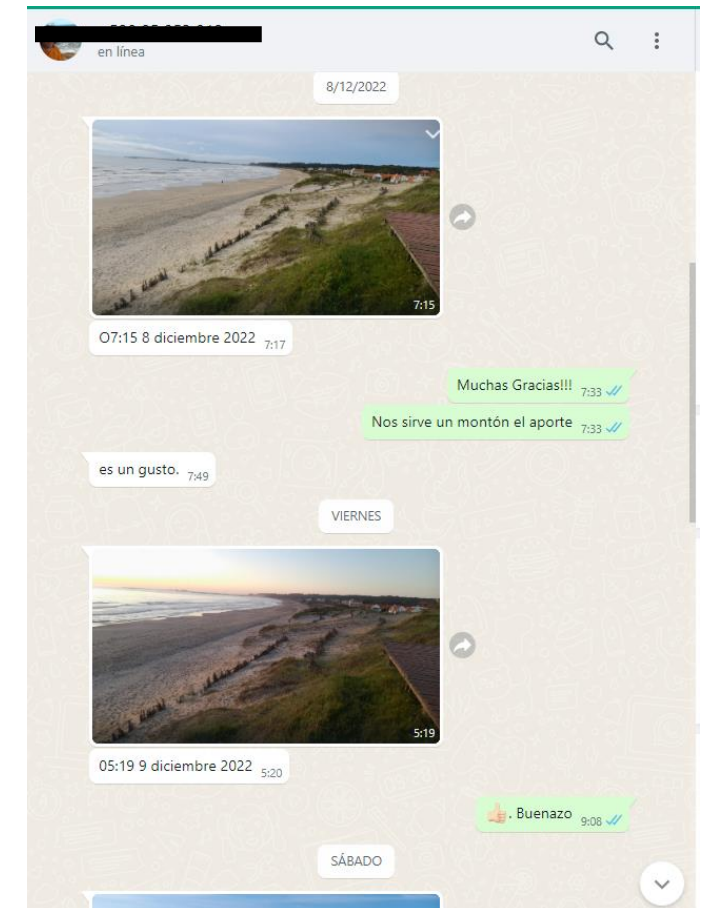 en línea
8/12/2022
7:15
O7:15 8 diciembre 2022 7:17
Muchas Gracias!!! 7:33
Nos sirve un montón el aporte 7:33
es un gusto. 7:49
VIERNES
5:19
05:19 9 diciembre 2022 5:20
👍🏻. Buenazo 9:08
SÁBADO